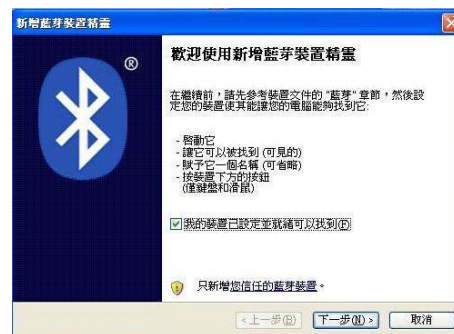 新增藍芽裝置精靈
®
歡迎使用新增藍芽裝置精靈
在繼續前，請先參考裝置文件的 "藍芽" 章節，然後設
定您的裝置使其能讓您的電腦能夠找到它:
- 啓動它
- 讓它可以被找到 (可見的)
- 賦予它一個名稱 (可省略)
- 按裝置下方的按鈕
(僅鍵盤和滑鼠)
我的裝置已設定並就緒可以找到(F)
只新增您信任的藍芽裝置。
<上一步(B) 下一步(N)> 取消